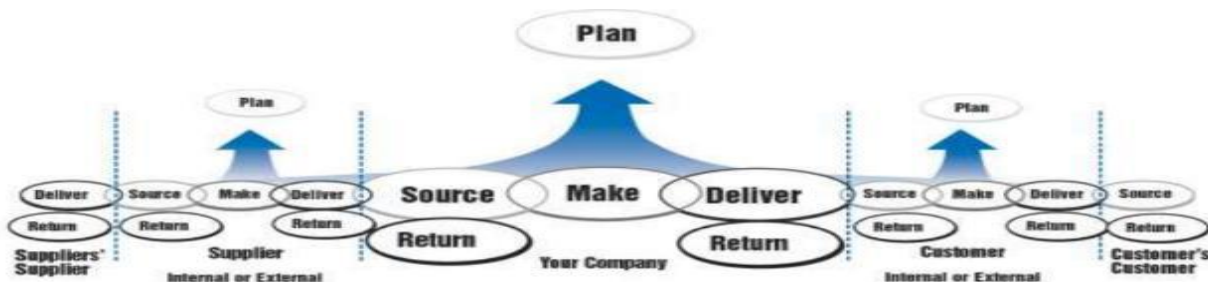 Plan
Plan
Plan
Deliver Source Make Deliver Source Make Deliver Source Make Deliver Source
Return Return Return Return Return Return Return Return
Suppliers' Supplier Your Company Customer Customer's
Supplier Internal or External Internal or External Customer